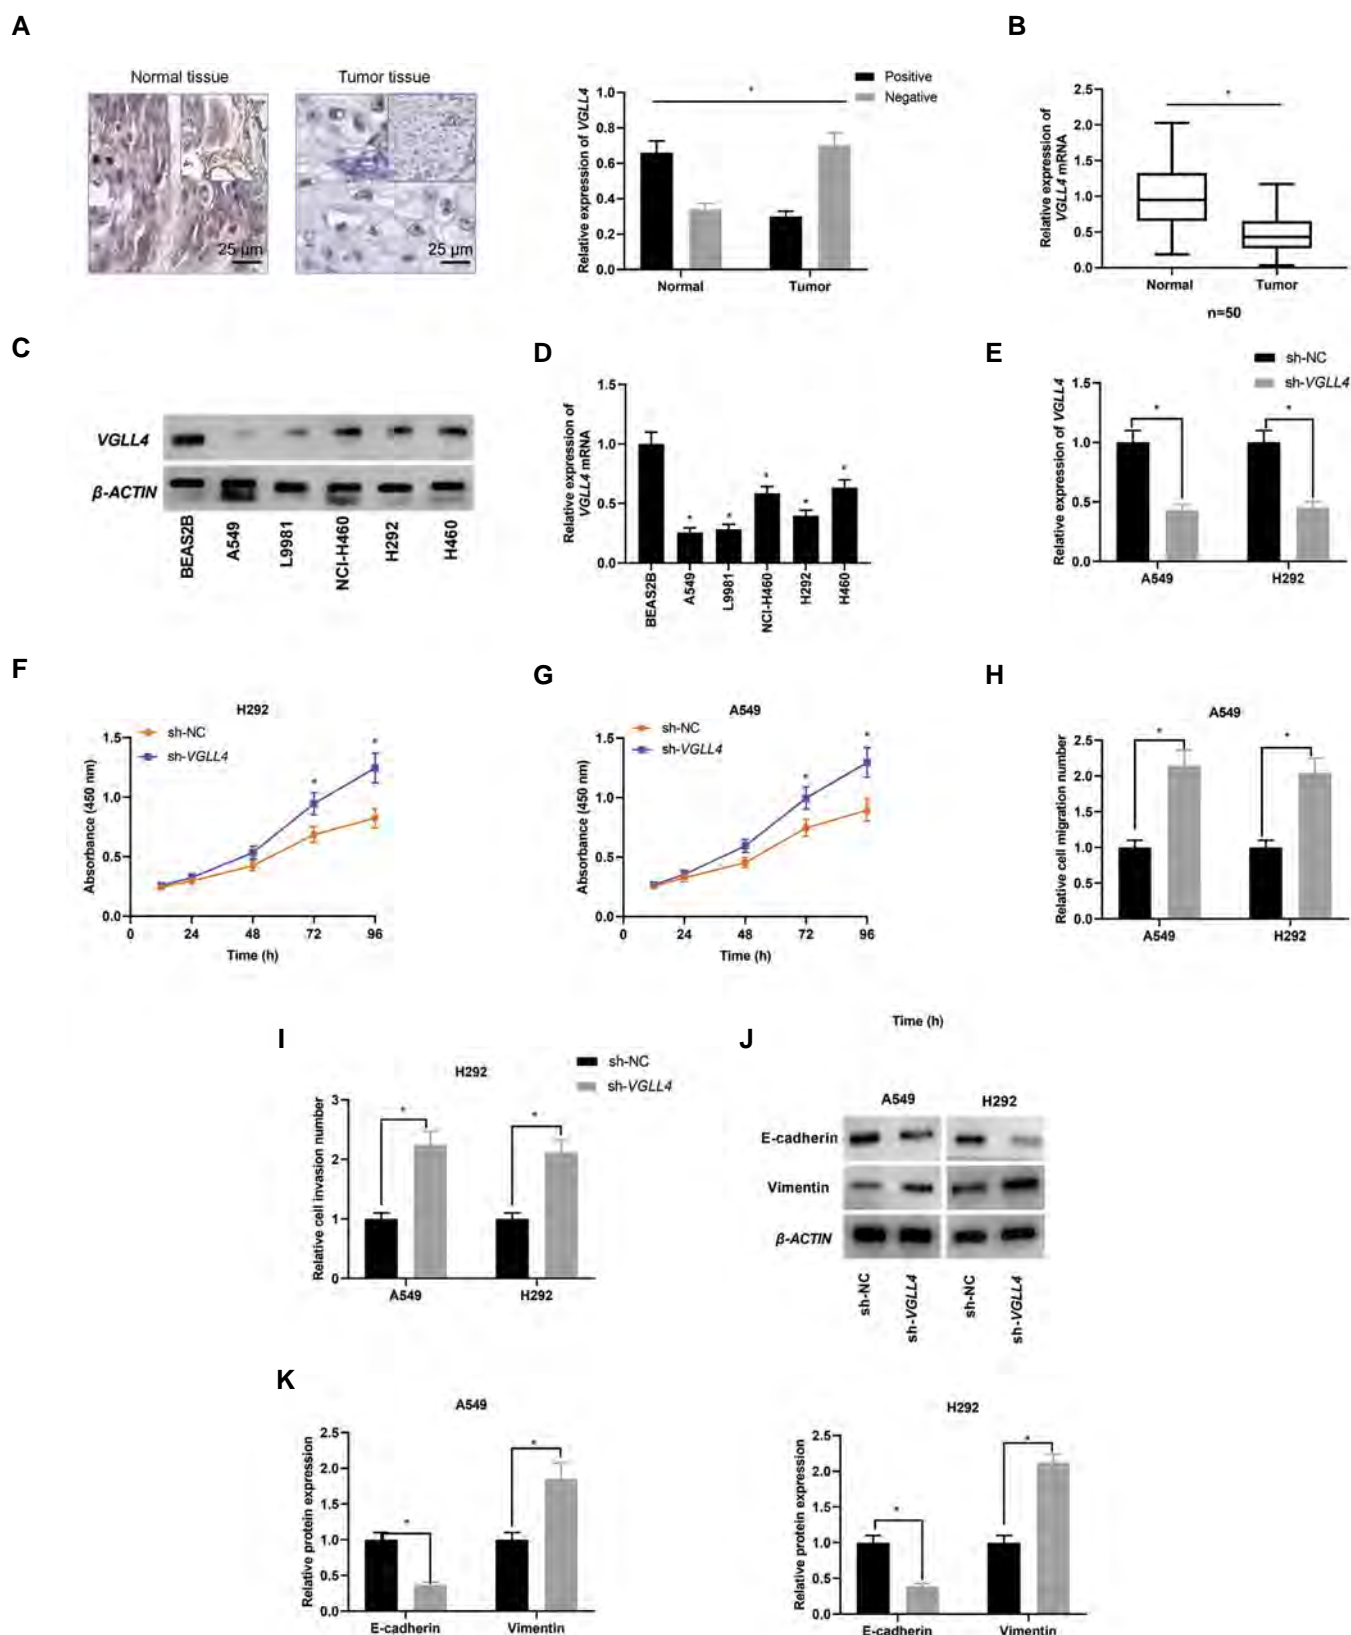 A
Normal tissue
Tumor tissue
25 µm
25 µm
Relative expression of VGLL4
1.0
0.8
0.6
0.4
0.2
0.0
*
Positive
Negative
Normal
Tumor
B
Relative expression of
VGLL4 mRNA
2.5
2.0
1.5
1.0
0.5
0.0
*
Normal
Tumor
n=50
C
VGLL4
β-ACTIN
BEAS2B
A549
L9981
NCI-H460
H292
H460
D
Relative expression of
VGLL4 mRNA
1.5
1.0
0.5
0.0
*
*
*
*
*
BEAS2B
A549
L9981
NCI-H460
H292
H460
E
sh-NC
sh-VGLL4
Relative expression of VGLL4
1.5
1.0
0.5
0.0
*
*
A549
H292
F
H292
sh-NC
sh-VGLL4
Absorbance (450 nm)
1.5
1.0
0.5
0.0
*
*
0
24
48
72
96
Time (h)
G
A549
sh-NC
sh-VGLL4
Absorbance (450 nm)
1.5
1.0
0.5
0.0
*
*
0
24
48
72
96
Time (h)
H
A549
Relative cell migration number
2.5
2.0
1.5
1.0
0.5
0.0
*
*
A549
H292
I
H292
sh-NC
sh-VGLL4
Relative cell invasion number
3
2
1
0
*
*
A549
H292
Time (h)
J
A549
H292
E-cadherin
Vimentin
β-ACTIN
sh-NC
sh-VGLL4
sh-NC
sh-VGLL4
K
A549
Relative protein expression
2.5
2.0
1.5
1.0
0.5
0.0
*
*
E-cadherin
Vimentin
H292
Relative protein expression
2.5
2.0
1.5
1.0
0.5
0.0
*
*
E-cadherin
Vimentin